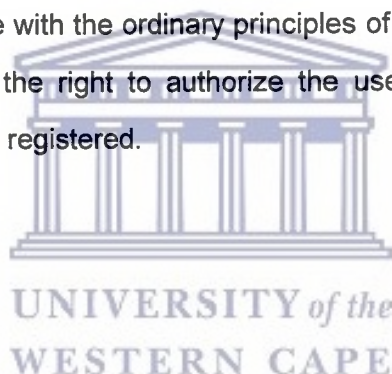 e with the ordinary principles of
the right to authorize the use
registered.
UNIVERSITY of the
WESTERN CAPE